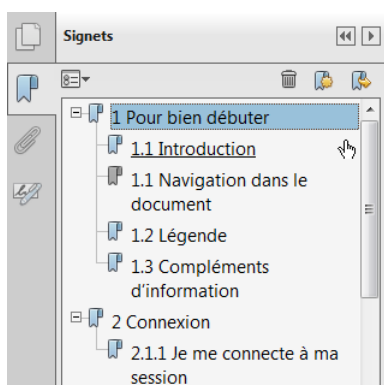 Signets
1 Pour bien débuter
1.1 Introduction
1.1 Navigation dans le
document
1.2 Légende
1.3 Compléments
d'information
2 Connexion
2.1.1 Je me connecte à ma
session